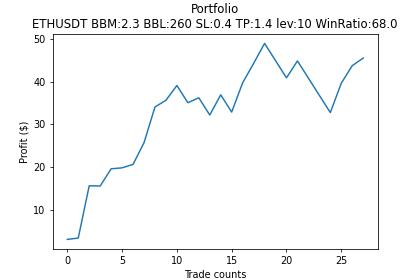 Portfolio
ETHUSDT BBM:2.3 BBL:260 SL:0.4 TP:1.4 lev:10 WinRatio:68.0
50
40
30
20
10
Profit ($)
0
5
10
15
20
25
Trade counts